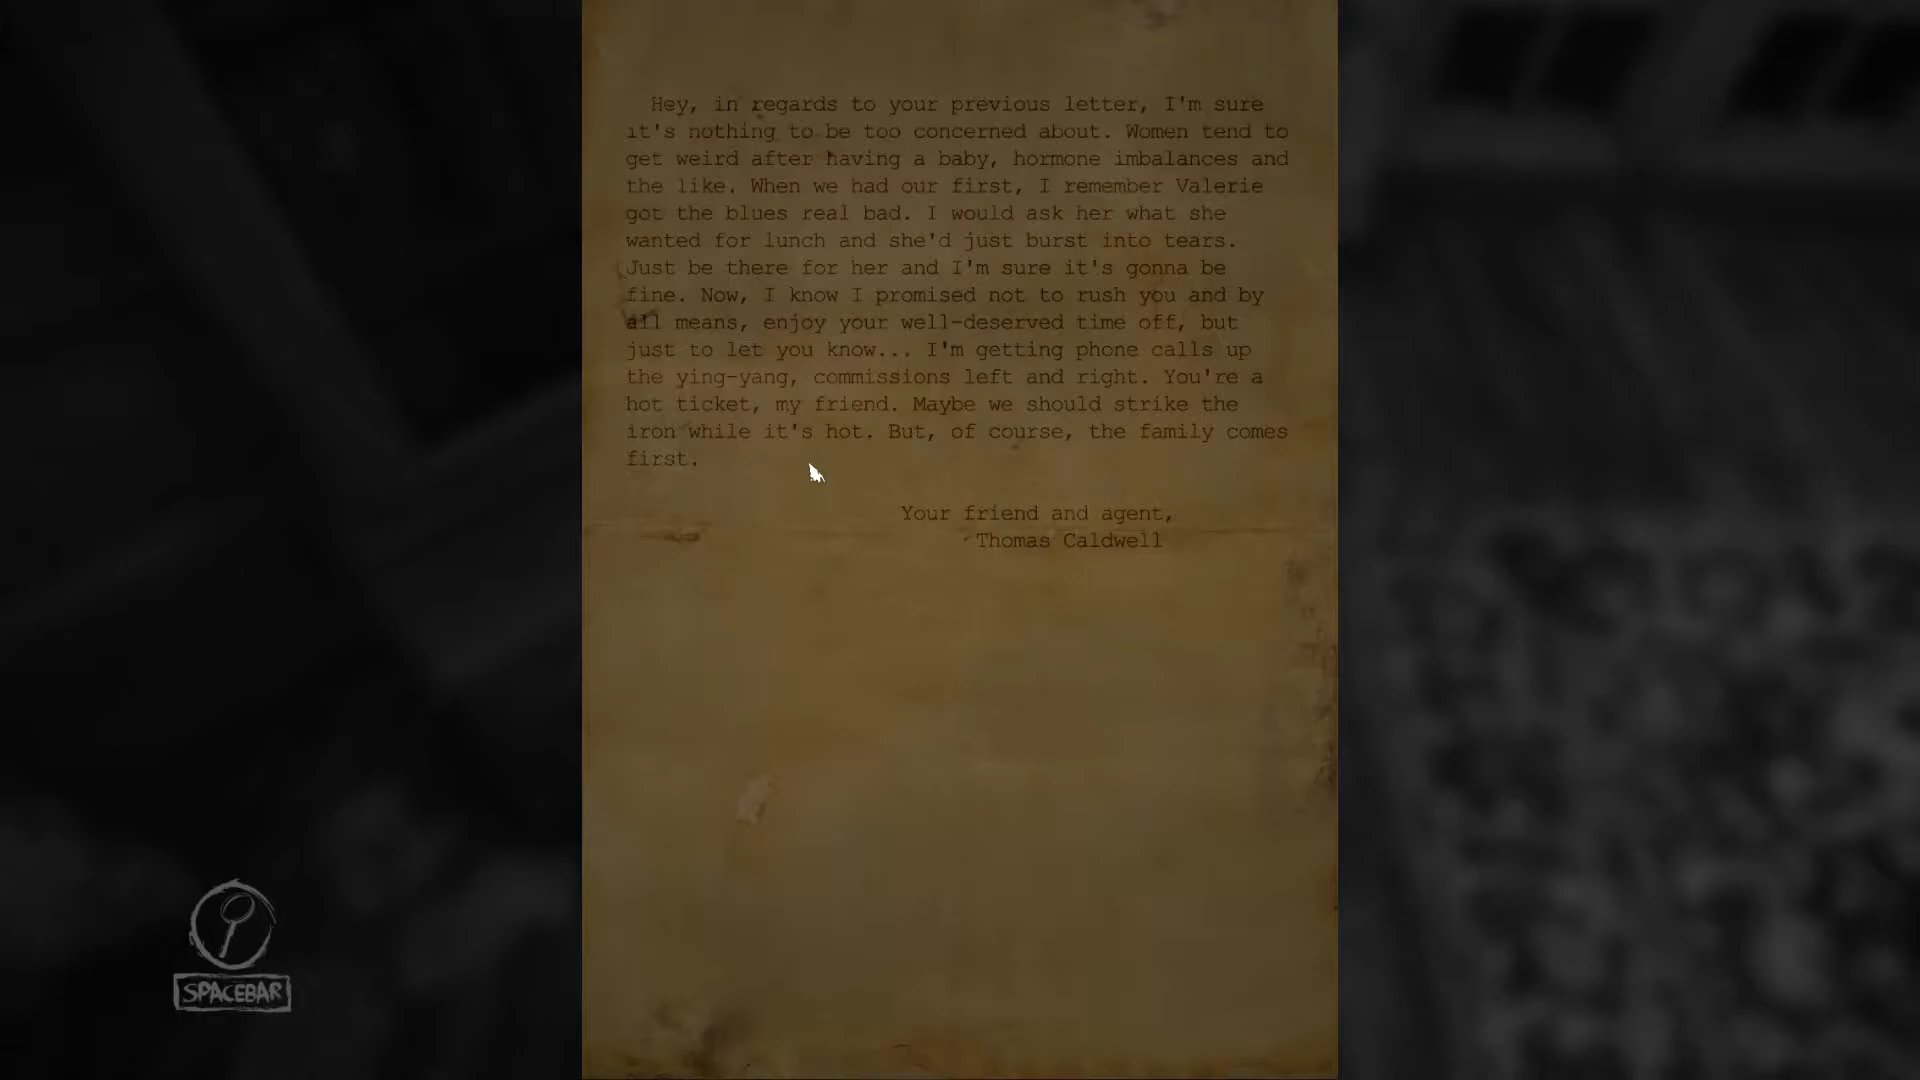 Hey, in regards to your previous letter, I'm sure
it's nothing to be too concerned about. Women tend to
get weird after having a baby, hormone imbalances and
the like. When we had our first, I remember Valerie
got the blues real bad. I would ask her what she
wanted for lunch and she'd just burst into tears.
Just be there for her and I'm sure it's gonna be
fine. Now, I know I promised not to rush you and by
all means, enjoy your well-deserved time off, but
just to let you know... I'm getting phone calls up
the ying-yang, commissions left and right. You're a
hot ticket, my friend. Maybe we should strike the
iron while it's hot. But, of course, the family comes
first.
Your friend and agent,
Thomas Caldwell
SPACEBAR